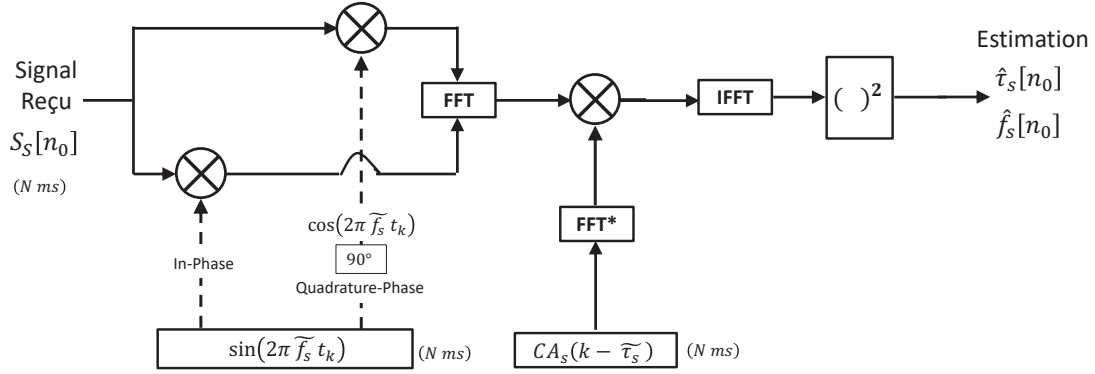 Signal
Reçu
S_S[n_0]
(N ms)
FFT
IFFT
( )^2
Estimation
τ̂_s[n_0]
f̂_s[n_0]
In-Phase
cos(2π f̃_s t_k)
90°
Quadrature-Phase
FFT*
sin(2π f̃_s t_k)
(N ms)
CA_s(k − τ̃_s)
(N ms)